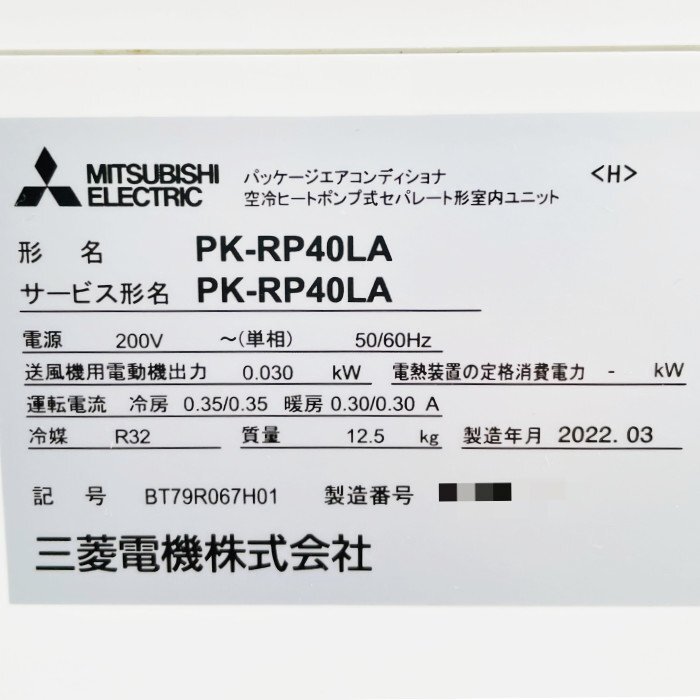 MITSUBISHI ELECTRIC パッケージエアコンディショナ <H>
空冷ヒートポンプ式セパレート形室内ユニット
形 名 PK-RP40LA
サービス形名 PK-RP40LA
電源 200V ～(単相) 50/60Hz
送風機用電動機出力 0.030 kW 電熱装置の定格消費電力 - kW
運転電流 冷房 0.35/0.35 暖房 0.30/0.30 A
冷媒 R32 質量 12.5 kg 製造年月 2022.03
記 号 BT79R067H01 製造番号
三菱電機株式会社